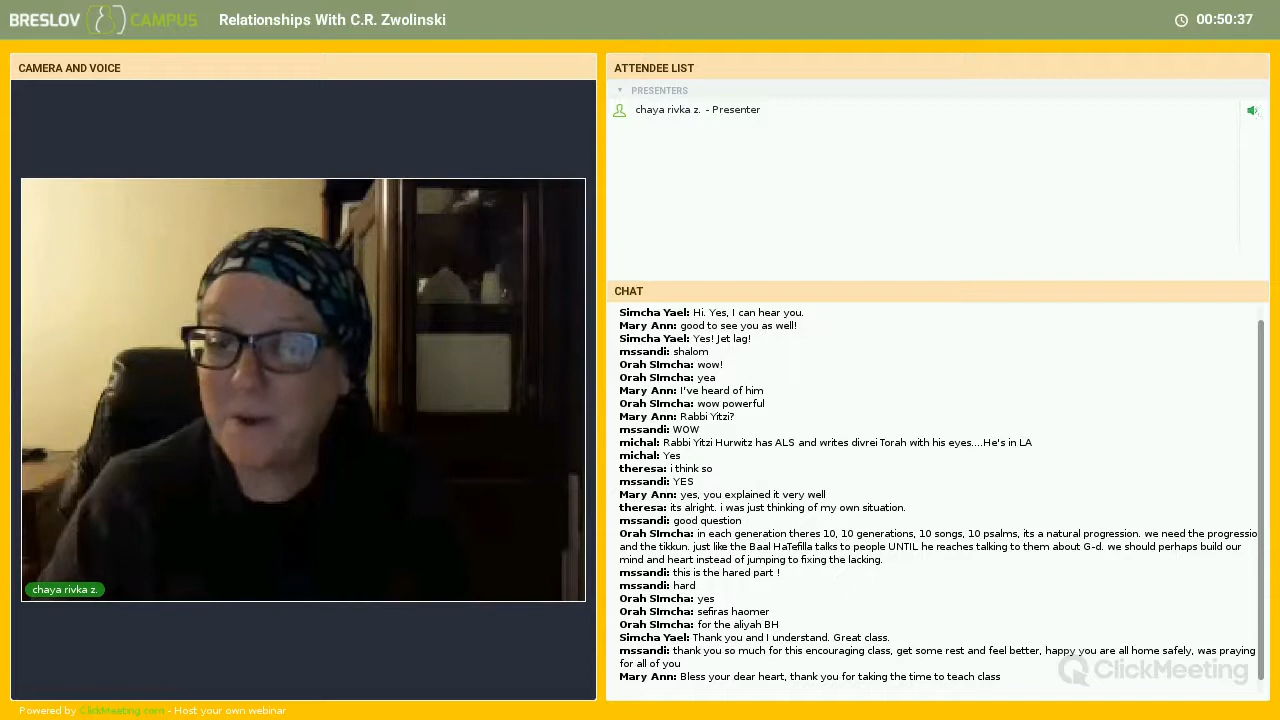 BRESLOV CAMPUS Relationships With C.R. Zwolinski 00:50:37
CAMERA AND VOICE
chaya rivka z.
ATTENDEE LIST
PRESENTERS
chaya rivka z. - Presenter
CHAT
Simcha Yael: Hi. Yes, I can hear you.
Mary Ann: good to see you as well!
Simcha Yael: Yes! Jet lag!
mssandi: shalom
Orah SImcha: wow!
Orah SImcha: yea
Mary Ann: I've heard of him
Orah SImcha: wow powerful
Mary Ann: Rabbi Yitzi?
mssandi: WOW
michal: Rabbi Yitzi Hurwitz has ALS and writes divrei Torah with his eyes....He's in LA
michal: Yes
theresa: i think so
mssandi: YES
Mary Ann: yes, you explained it very well
theresa: its alright. i was just thinking of my own situation.
mssandi: good question
Orah SImcha: in each generation theres 10, 10 generations, 10 songs, 10 psalms, its a natural progression. we need the progressio
and the tikkun. just like the Baal HaTefilla talks to people UNTIL he reaches talking to them about G-d. we should perhaps build our
mind and heart instead of jumping to fixing the lacking.
mssandi: this is the hared part !
mssandi: hard
Orah SImcha: yes
Orah SImcha: sefiras haomer
Orah SImcha: for the aliyah BH
Simcha Yael: Thank you and I understand. Great class.
mssandi: thank you so much for this encouraging class, get some rest and feel better, happy you are all home safely, was praying
for all of you
Mary Ann: Bless your dear heart, thank you for taking the time to teach class
ClickMeeting
Powered by ClickMeeting.com - Host your own webinar